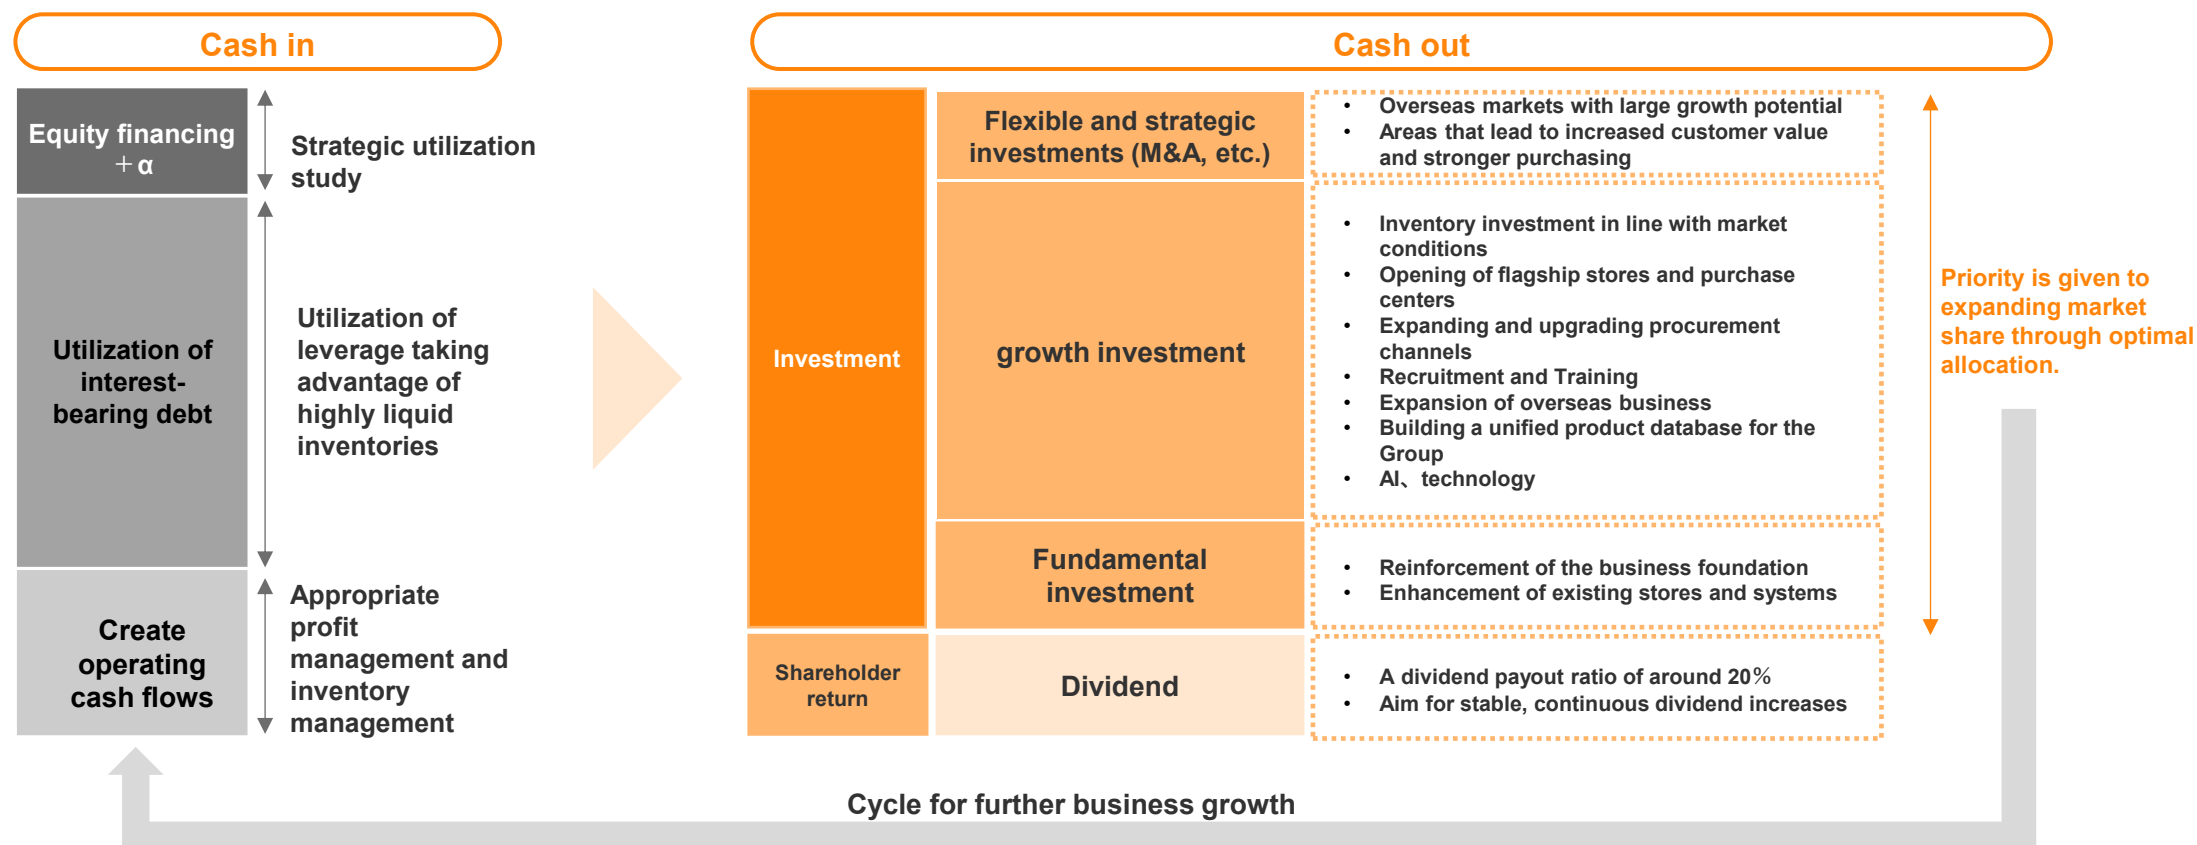 Cash in
Cash out
Equity financing
＋α
Strategic utilization
study
Utilization of
interest-
bearing debt
Utilization of
leverage taking
advantage of
highly liquid
inventories
Create
operating
cash flows
Appropriate
profit
management and
inventory
management
Investment
Flexible and strategic
investments (M&A, etc.)
• Overseas markets with large growth potential
• Areas that lead to increased customer value
and stronger purchasing
growth investment
• Inventory investment in line with market
conditions
• Opening of flagship stores and purchase
centers
• Expanding and upgrading procurement
channels
• Recruitment and Training
• Expansion of overseas business
• Building a unified product database for the
Group
• AI、technology
Fundamental
investment
• Reinforcement of the business foundation
• Enhancement of existing stores and systems
Shareholder
return
Dividend
• A dividend payout ratio of around 20％
• Aim for stable, continuous dividend increases
Priority is given to
expanding market
share through optimal
allocation.
Cycle for further business growth